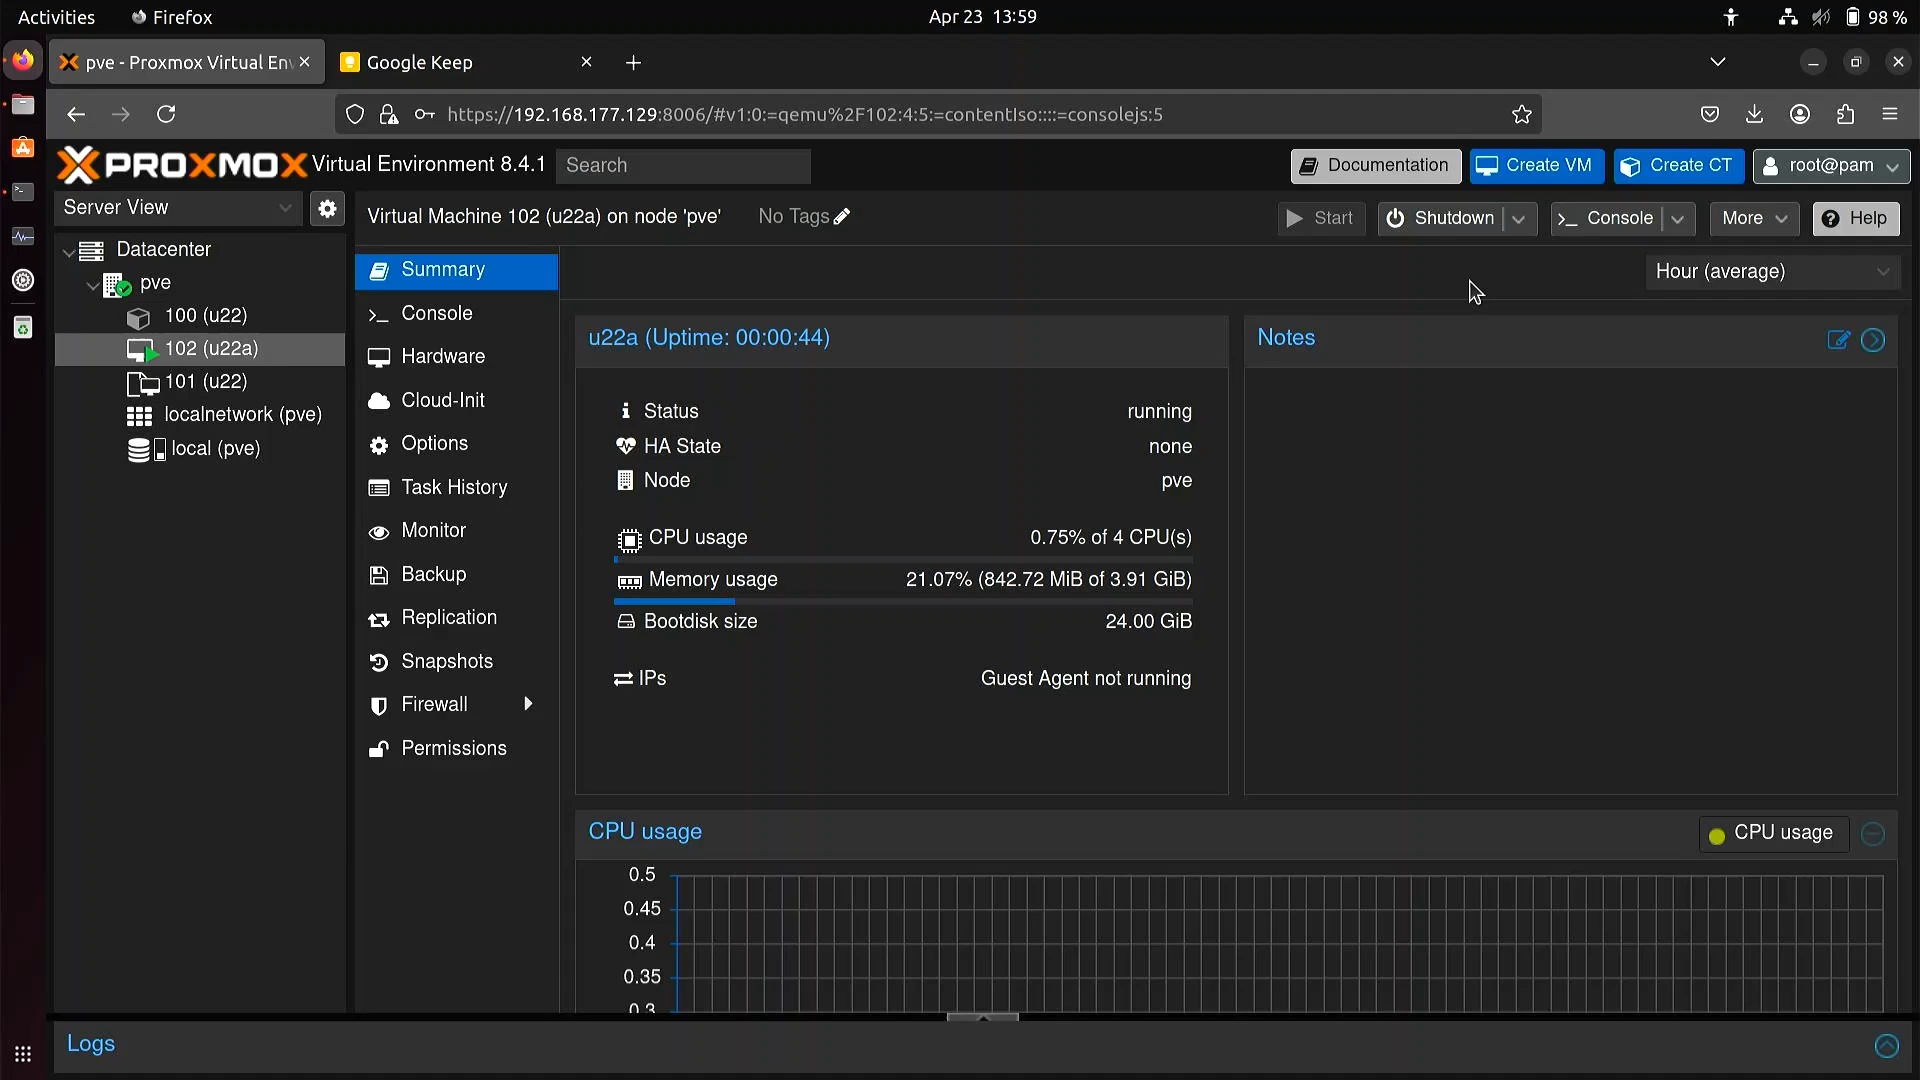 Activities
Firefox
Apr 23 13:59
98 %
pve - Proxmox Virtual Env
Google Keep
https://192.168.177.129:8006/#v1:0:=qemu%2F102:4:5:=contentIso::::=consolejs:5
PROXMOX Virtual Environment 8.4.1
Search
Documentation
Create VM
Create CT
root@pam
Server View
Virtual Machine 102 (u22a) on node 'pve'
No Tags
Start
Shutdown
Console
More
Help
Datacenter
pve
100 (u22)
102 (u22a)
101 (u22)
localnetwork (pve)
local (pve)
Summary
Console
Hardware
Cloud-Init
Options
Task History
Monitor
Backup
Replication
Snapshots
Firewall
Permissions
Hour (average)
u22a (Uptime: 00:00:44)
Status running
HA State none
Node pve
CPU usage 0.75% of 4 CPU(s)
Memory usage 21.07% (842.72 MiB of 3.91 GiB)
Bootdisk size 24.00 GiB
IPs Guest Agent not running
Notes
CPU usage
CPU usage
0.5
0.45
0.4
0.35
0.3
Logs